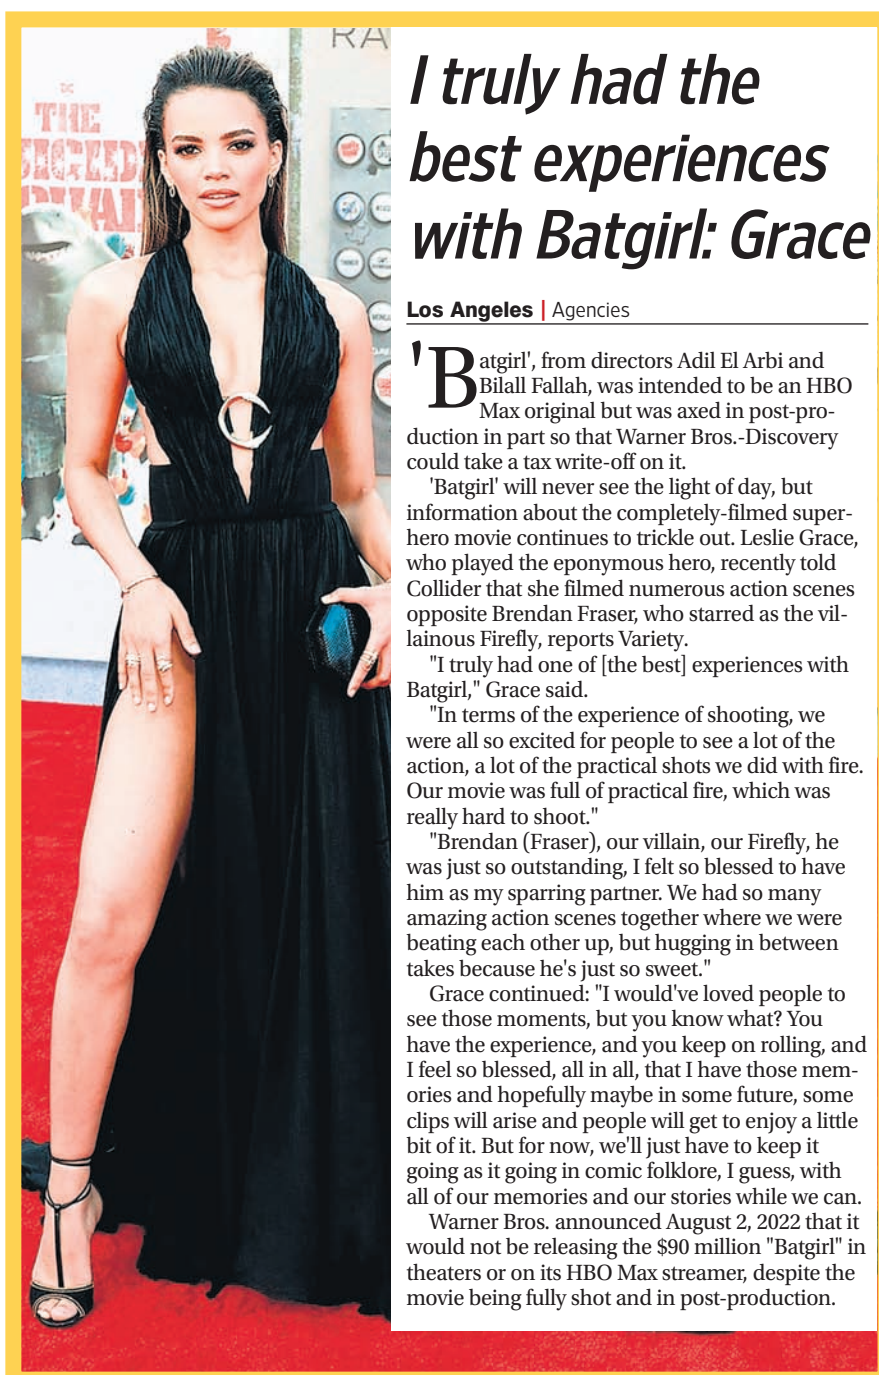 RA
DC
THE
I truly had the
best experiences
with Batgirl: Grace
Los Angeles | Agencies
'Batgirl', from directors Adil El Arbi and
Bilall Fallah, was intended to be an HBO
Max original but was axed in post-pro-
duction in part so that Warner Bros.-Discovery
could take a tax write-off on it.
'Batgirl' will never see the light of day, but
information about the completely-filmed super-
hero movie continues to trickle out. Leslie Grace,
who played the eponymous hero, recently told
Collider that she filmed numerous action scenes
opposite Brendan Fraser, who starred as the vil-
lainous Firefly, reports Variety.
"I truly had one of [the best] experiences with
Batgirl," Grace said.
"In terms of the experience of shooting, we
were all so excited for people to see a lot of the
action, a lot of the practical shots we did with fire.
Our movie was full of practical fire, which was
really hard to shoot."
"Brendan (Fraser), our villain, our Firefly, he
was just so outstanding, I felt so blessed to have
him as my sparring partner. We had so many
amazing action scenes together where we were
beating each other up, but hugging in between
takes because he's just so sweet."
Grace continued: "I would've loved people to
see those moments, but you know what? You
have the experience, and you keep on rolling, and
I feel so blessed, all in all, that I have those mem-
ories and hopefully maybe in some future, some
clips will arise and people will get to enjoy a little
bit of it. But for now, we'll just have to keep it
going as it going in comic folklore, I guess, with
all of our memories and our stories while we can.
Warner Bros. announced August 2, 2022 that it
would not be releasing the $90 million "Batgirl" in
theaters or on its HBO Max streamer, despite the
movie being fully shot and in post-production.